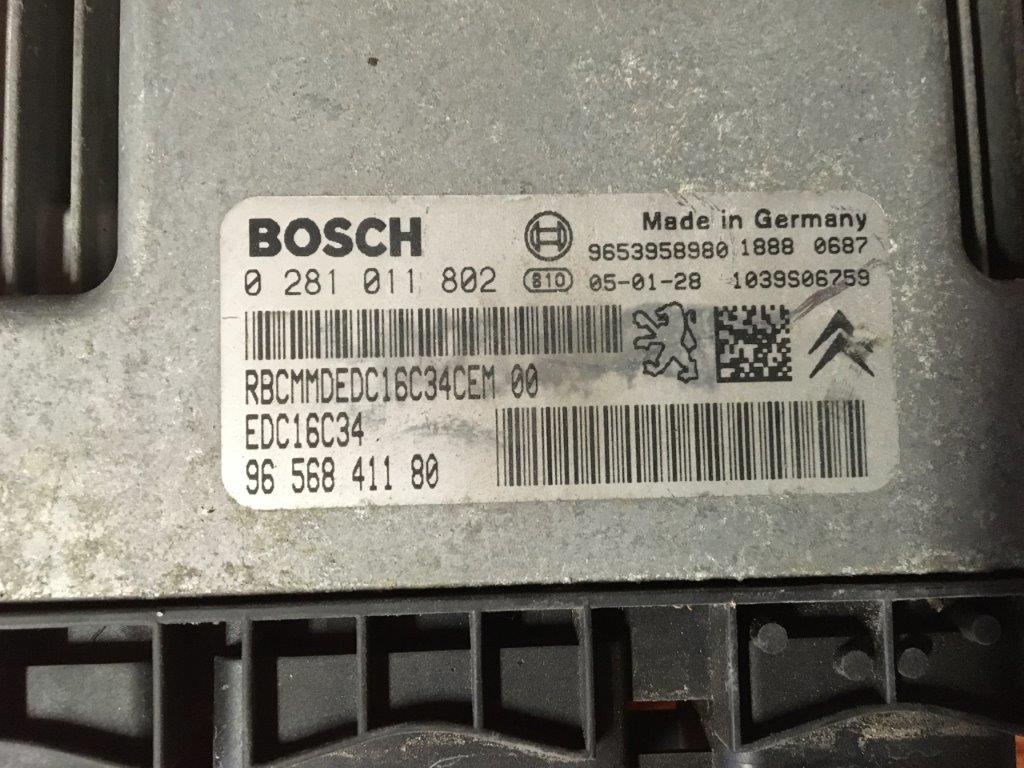 BOSCH
Made in Germany
9653958980 1888 0687
0 281 011 802 810 05-01-28 1039S06759
RBCMMDEDC16C34CEM 00
EDC16C34
96 568 411 80